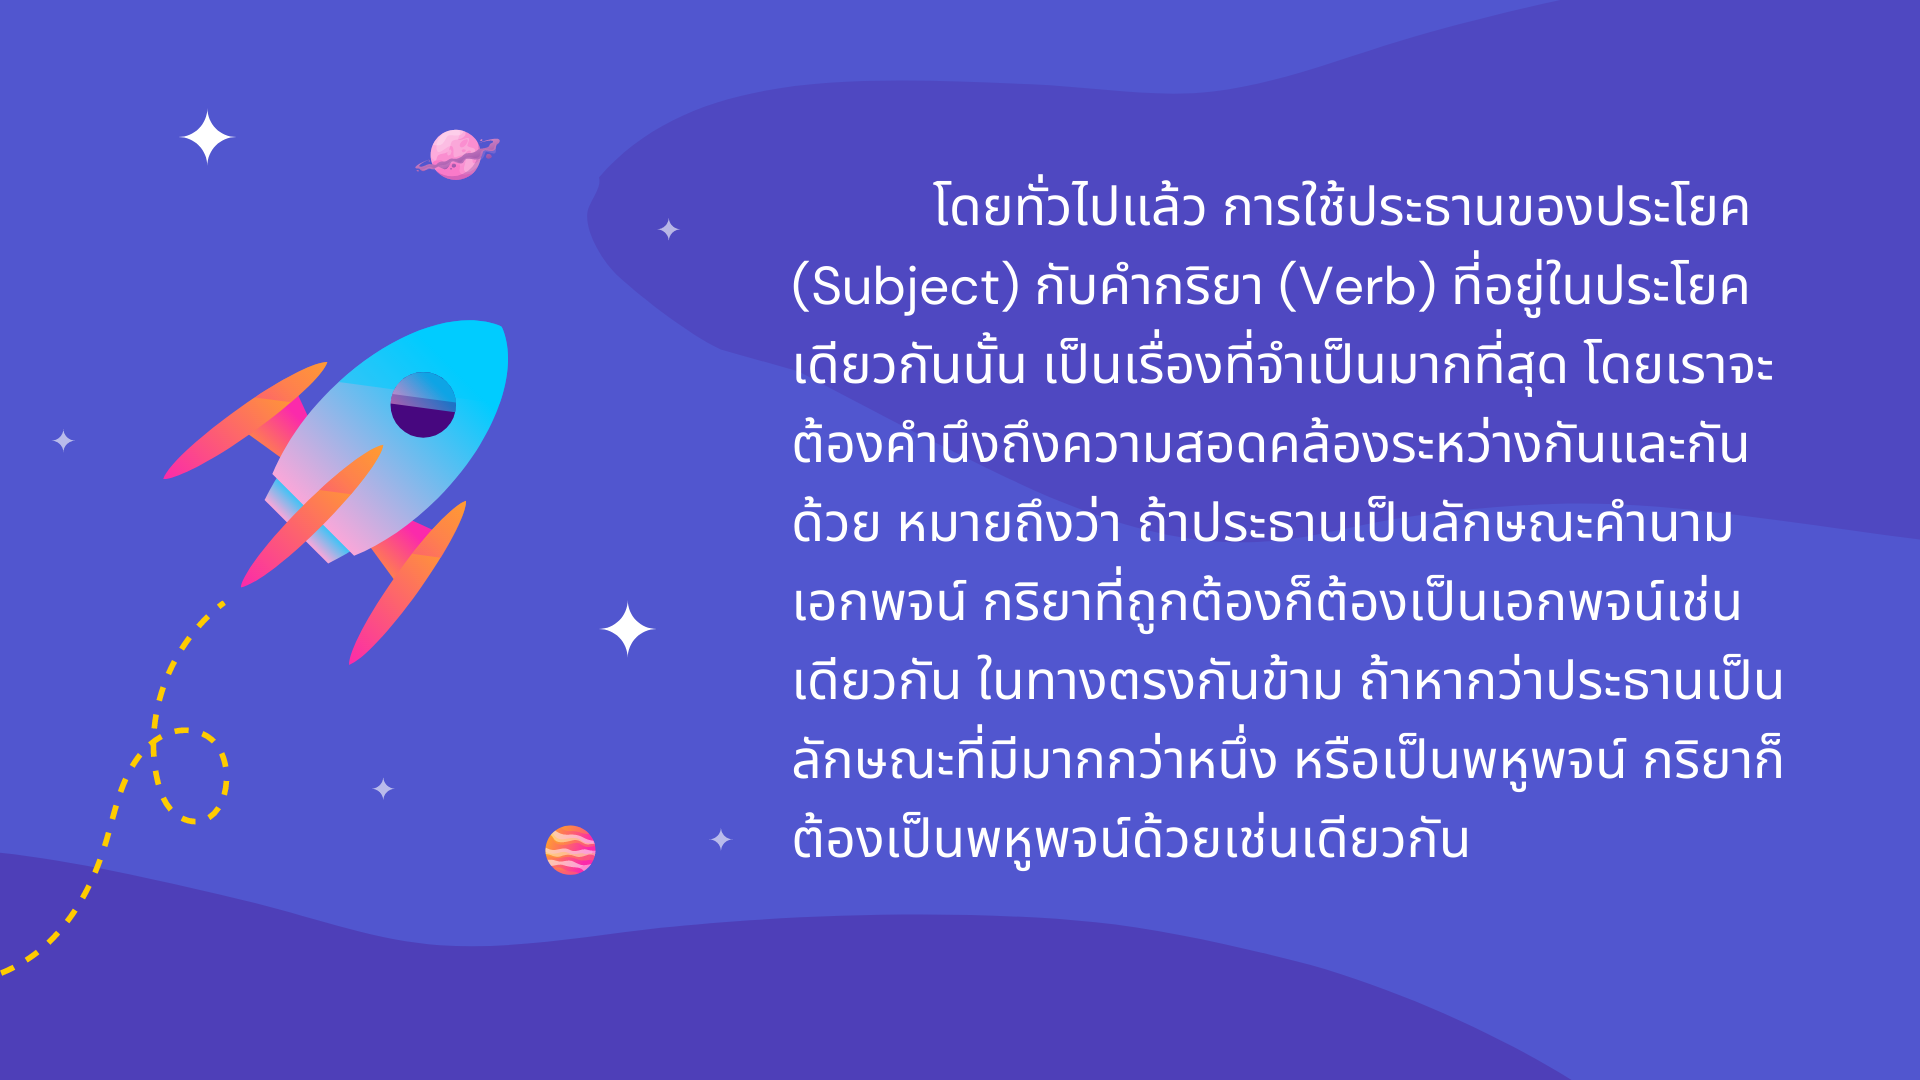 โดยทั่วไปแล้ว การใช้ประธานของประโยค
(Subject) กับคำกริยา (Verb) ที่อยู่ในประโยค
เดียวกันนั้น เป็นเรื่องที่จำเป็นมากที่สุด โดยเราจะ
ต้องคำนึงถึงความสอดคล้องระหว่างกันและกัน
ด้วย หมายถึงว่า ถ้าประธานเป็นลักษณะคำนาม
เอกพจน์ กริยาที่ถูกต้องก็ต้องเป็นเอกพจน์เช่น
เดียวกัน ในทางตรงกันข้าม ถ้าหากว่าประธานเป็น
ลักษณะที่มีมากกว่าหนึ่ง หรือเป็นพหูพจน์ กริยาก็
ต้องเป็นพหูพจน์ด้วยเช่นเดียวกัน